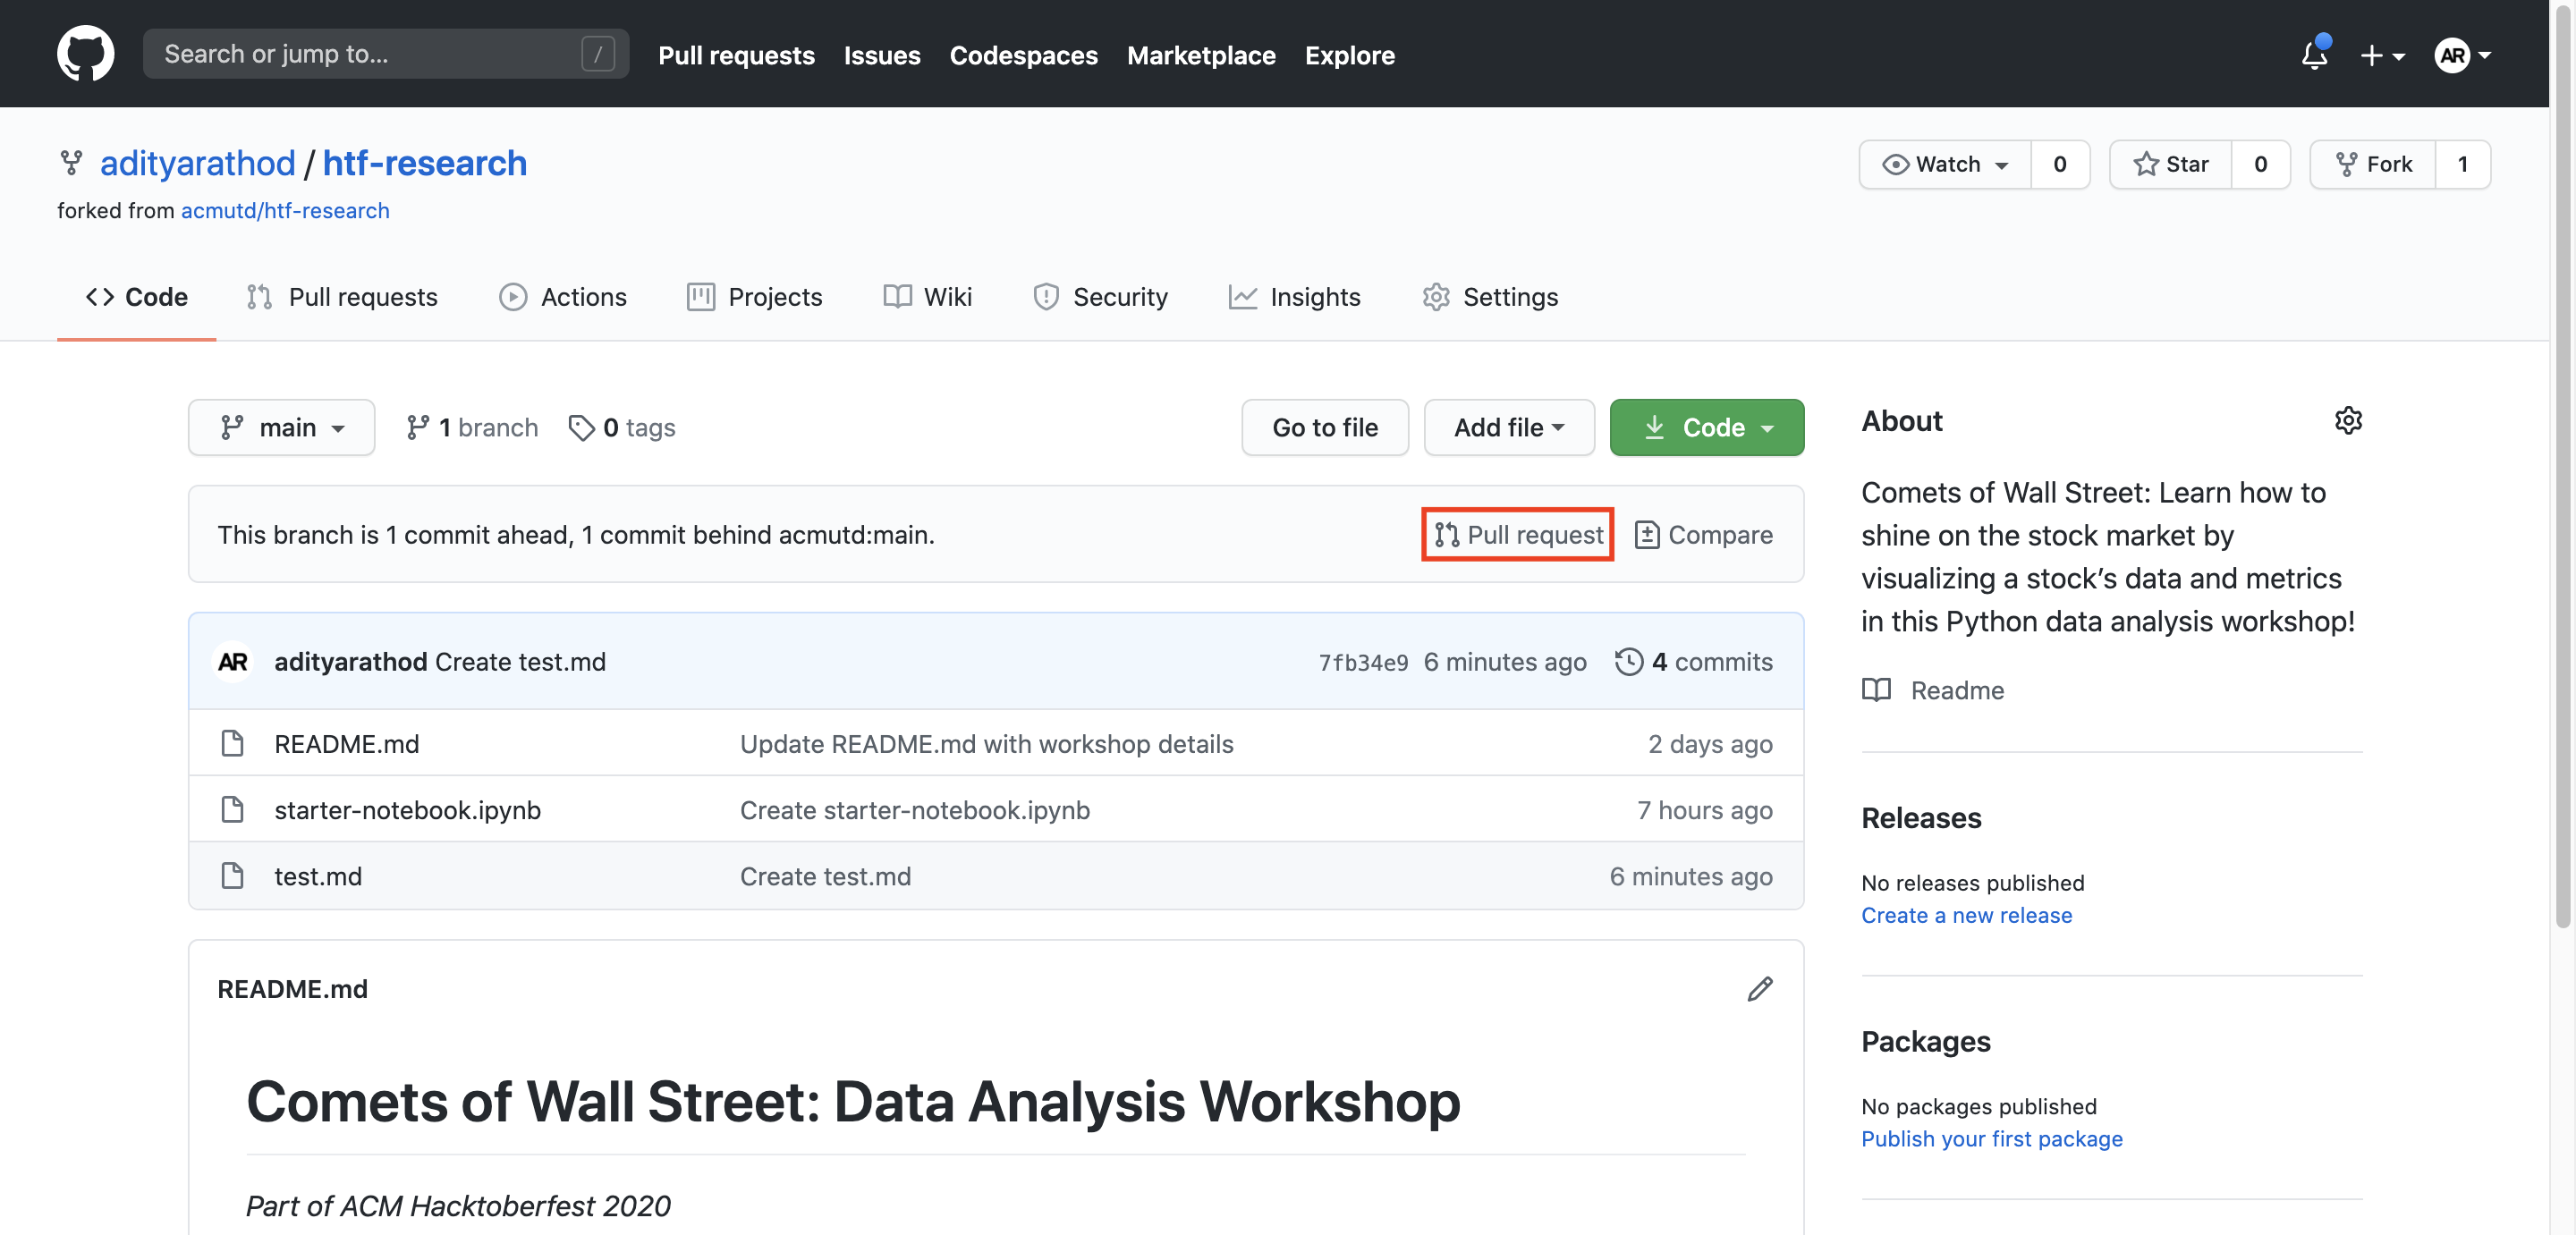 Search or jump to... /
Pull requests Issues Codespaces Marketplace Explore
AR
adityarathod / htf-research
forked from acmutd/htf-research
Watch 0 Star 0 Fork 1
Code Pull requests Actions Projects Wiki Security Insights Settings
main 1 branch 0 tags
Go to file Add file Code
This branch is 1 commit ahead, 1 commit behind acmutd:main.
Pull request Compare
AR adityarathod Create test.md 7fb34e9 6 minutes ago 4 commits
README.md Update README.md with workshop details 2 days ago
starter-notebook.ipynb Create starter-notebook.ipynb 7 hours ago
test.md Create test.md 6 minutes ago
README.md
Comets of Wall Street: Data Analysis Workshop
Part of ACM Hacktoberfest 2020
About
Comets of Wall Street: Learn how to
shine on the stock market by
visualizing a stock’s data and metrics
in this Python data analysis workshop!
Readme
Releases
No releases published
Create a new release
Packages
No packages published
Publish your first package